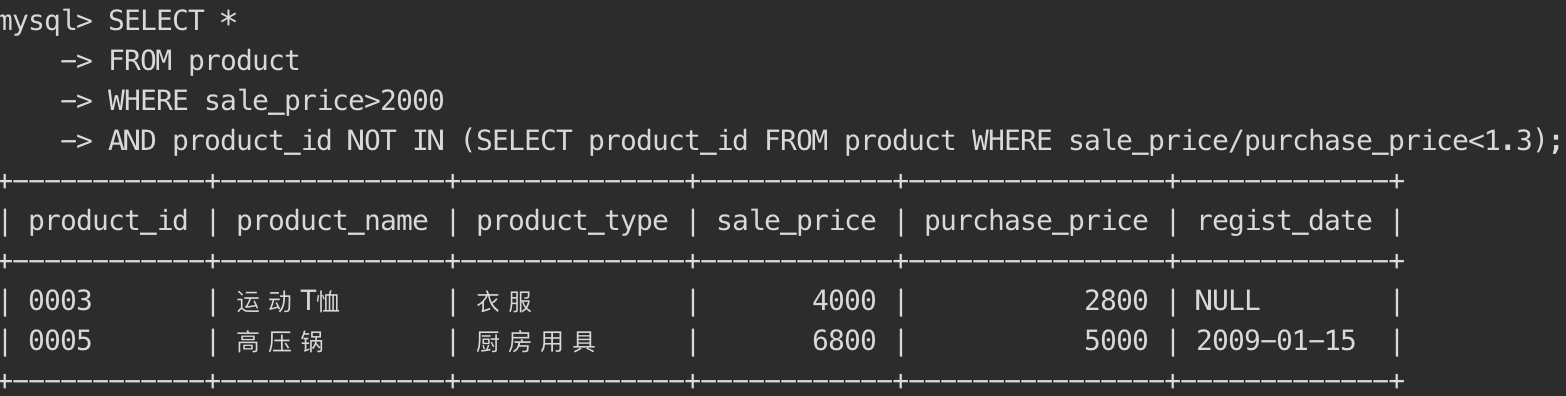 mysql> SELECT *
    -> FROM product
    -> WHERE sale_price>2000
    -> AND product_id NOT IN (SELECT product_id FROM product WHERE sale_price/purchase_price<1.3);
+------------+--------------+--------------+------------+----------------+-------------+
| product_id | product_name | product_type | sale_price | purchase_price | regist_date |
+------------+--------------+--------------+------------+----------------+-------------+
| 0003       | 运动T恤      | 衣服         |       4000 |           2800 | NULL        |
| 0005       | 高压锅       | 厨房用具     |       6800 |           5000 | 2009-01-15  |
+------------+--------------+--------------+------------+----------------+-------------+